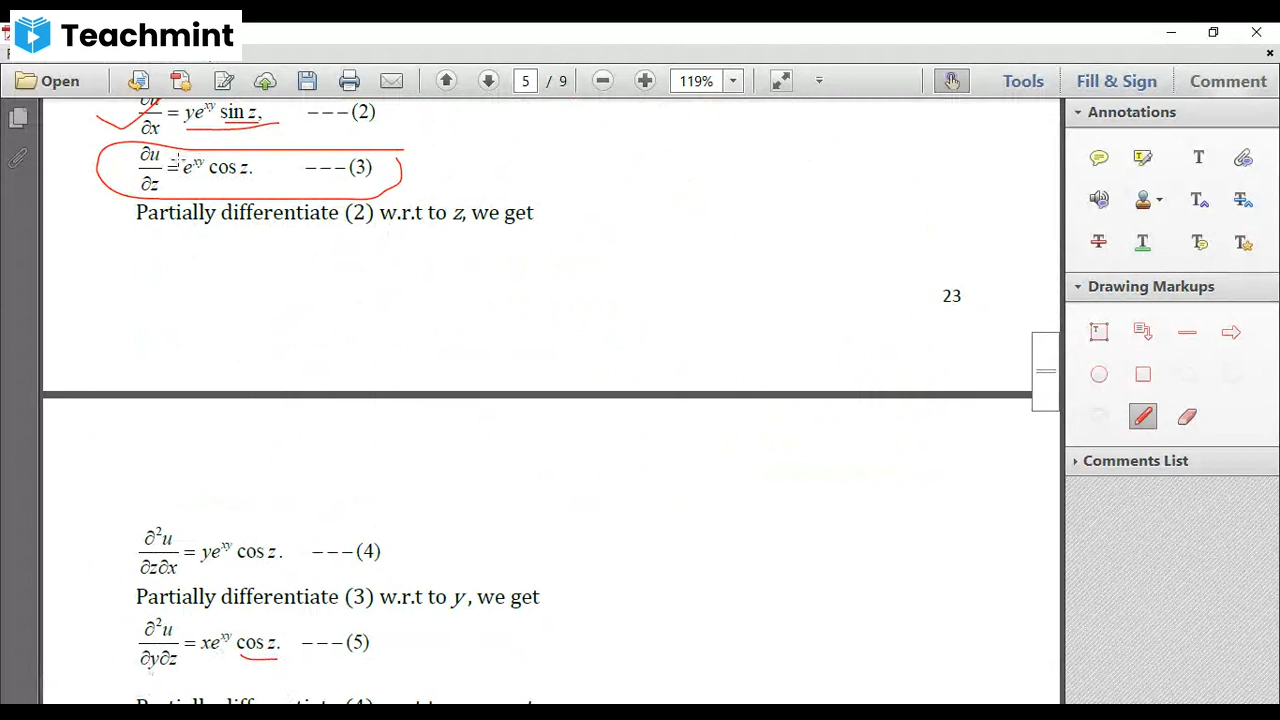 Teachmint
Open
5 / 9
119%
Tools
Fill & Sign
Comment
∂u/∂x = ye^{xy} sin z, ---(2)
∂u/∂z = e^{xy} cos z. ---(3)
Partially differentiate (2) w.r.t to z, we get
23
∂²u/∂z∂x = ye^{xy} cos z. ---(4)
Partially differentiate (3) w.r.t to y, we get
∂²u/∂y∂z = xe^{xy} cos z. ---(5)
Annotations
T
T
T
T
T
T
T
Drawing Markups
T
Comments List